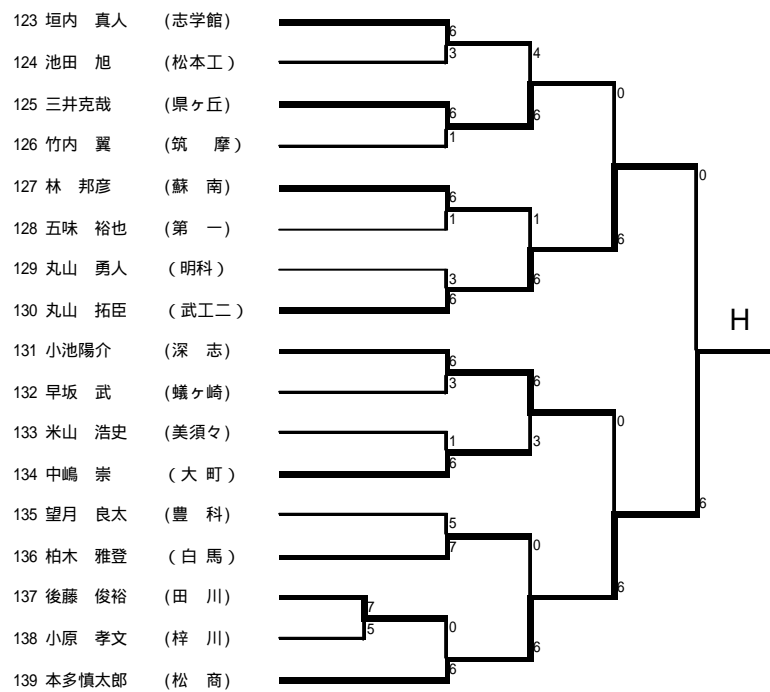 123 垣内 真人 (志学館)
6
124 池田 旭 (松本工)
3
4
125 三井克哉 (県ヶ丘)
0
6
6
126 竹内 翼 (筑 摩)
1
127 林 邦彦 (蘇 南)
0
6
128 五味 裕也 (第 一)
1
1
6
129 丸山 勇人 (明科)
3
6
130 丸山 拓臣 (武工二)
6
H
131 小池陽介 (深 志)
6
132 早坂 武 (蟻ヶ崎)
3
6
133 米山 浩史 (美須々)
0
1
3
134 中嶋 崇 (大 町)
6
135 望月 良太 (豊 科)
6
5
136 柏木 雅登 (白 馬)
7
0
137 後藤 俊裕 (田 川)
6
7
138 小原 孝文 (梓 川)
5
0
6
139 本多慎太郎 (松 商)
6